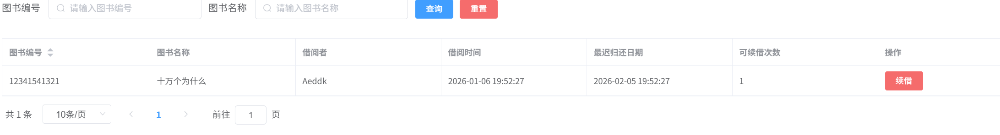 图书编号 请输入图书编号 图书名称 请输入图书名称 查询 重置
图书编号 图书名称 借阅者 借阅时间 最迟归还日期 可续借次数 操作
12341541321 十万个为什么 Aeddk 2026-01-06 19:52:27 2026-02-05 19:52:27 1 续借
共 1 条 10条/页 1 前往 1 页